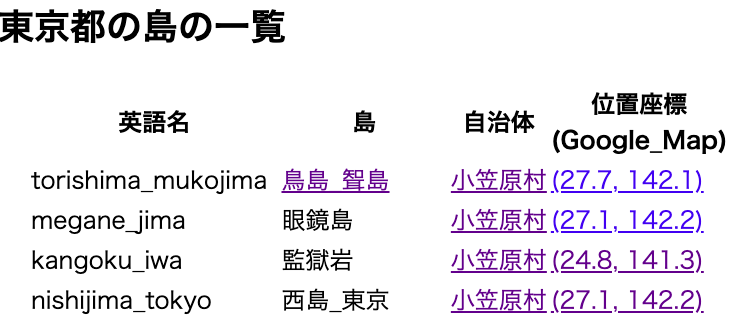 東京都の島の一覧
英語名 島 自治体 位置座標
(Google_Map)
torishima_mukojima 鳥島_聟島 小笠原村 (27.7, 142.1)
megane_jima 眼鏡島 小笠原村 (27.1, 142.2)
kangoku_iwa 監獄岩 小笠原村 (24.8, 141.3)
nishijima_tokyo 西島_東京 小笠原村 (27.1, 142.2)